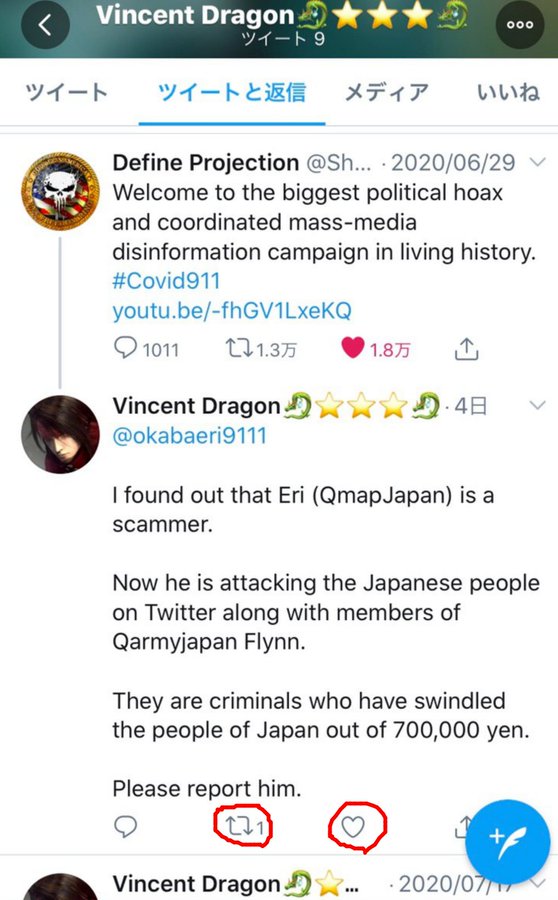 Vincent Dragon🐉⭐⭐⭐🐉
ツイート 9
ツイート ツイートと返信 メディア いいね
Define Projection @Sh... · 2020/06/29
Welcome to the biggest political hoax
and coordinated mass-media
disinformation campaign in living history.
#Covid911
youtu.be/-fhGV1LxeKQ
1011 1.3万 1.8万
Vincent Dragon🐉⭐⭐⭐🐉 · 4日
@okabaeri9111
I found out that Eri (QmapJapan) is a
scammer.
Now he is attacking the Japanese people
on Twitter along with members of
Qarmyjapan Flynn.
They are criminals who have swindled
the people of Japan out of 700,000 yen.
Please report him.
1
Vincent Dragon🐉⭐... · 2020/07/17